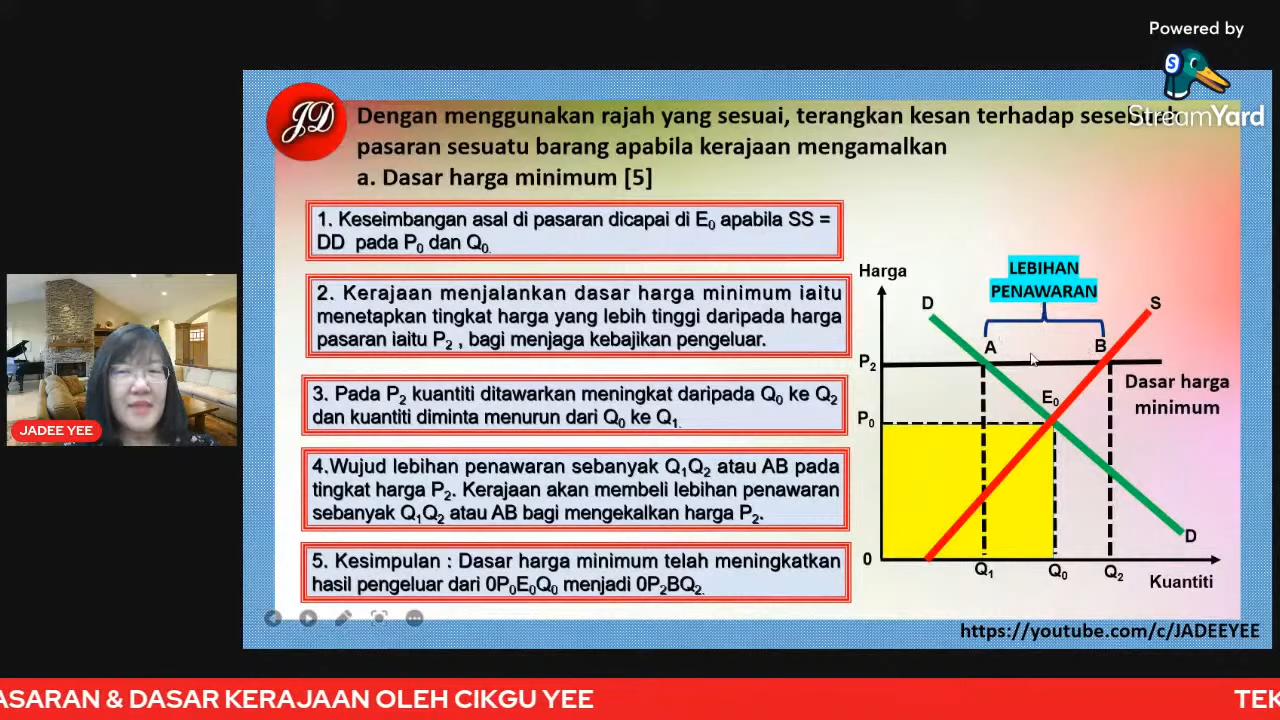 Powered by
StreamYard
JD
Dengan menggunakan rajah yang sesuai, terangkan kesan terhadap
pasaran sesuatu barang apabila kerajaan mengamalkan
a. Dasar harga minimum [5]
1. Keseimbangan asal di pasaran dicapai di E₀ apabila SS =
DD pada P₀ dan Q₀.
2. Kerajaan menjalankan dasar harga minimum iaitu
menetapkan tingkat harga yang lebih tinggi daripada harga
pasaran iaitu P₂ , bagi menjaga kebajikan pengeluar.
3. Pada P₂ kuantiti ditawarkan meningkat daripada Q₀ ke Q₂
dan kuantiti diminta menurun dari Q₀ ke Q₁.
4.Wujud lebihan penawaran sebanyak Q₁Q₂ atau AB pada
tingkat harga P₂. Kerajaan akan membeli lebihan penawaran
sebanyak Q₁Q₂ atau AB bagi mengekalkan harga P₂.
5. Kesimpulan : Dasar harga minimum telah meningkatkan
hasil pengeluar dari 0P₀E₀Q₀ menjadi 0P₂BQ₂.
Harga
LEBIHAN
PENAWARAN
D
S
A
B
P₂
Dasar harga
minimum
E₀
P₀
D
0
Q₁
Q₀
Q₂
Kuantiti
https://youtube.com/c/JADEEYEE
JADEE YEE
ASARAN & DASAR KERAJAAN OLEH CIKGU YEE
TEK